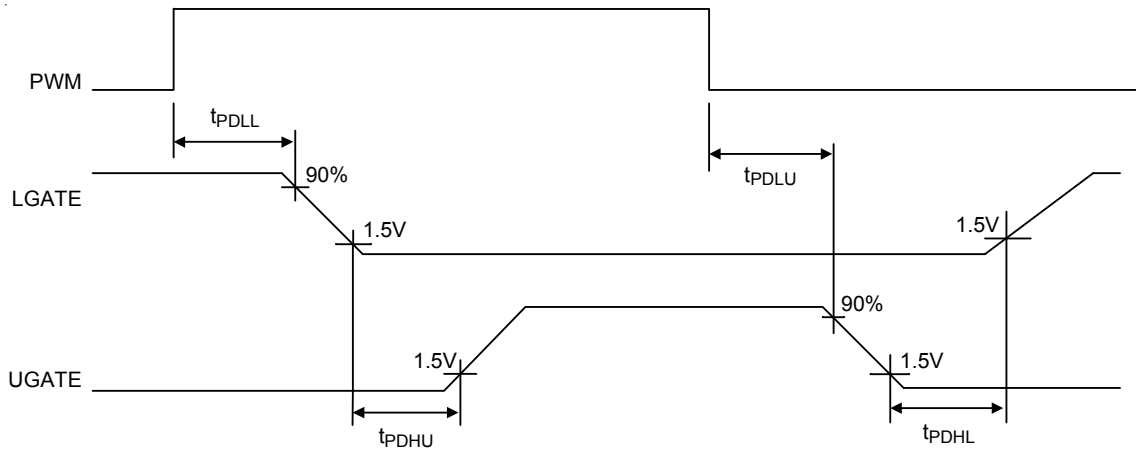 PWM
tPDLL
90%
LGATE
tPDLU
1.5V
1.5V
90%
1.5V
1.5V
UGATE
tPDHU
tPDHL